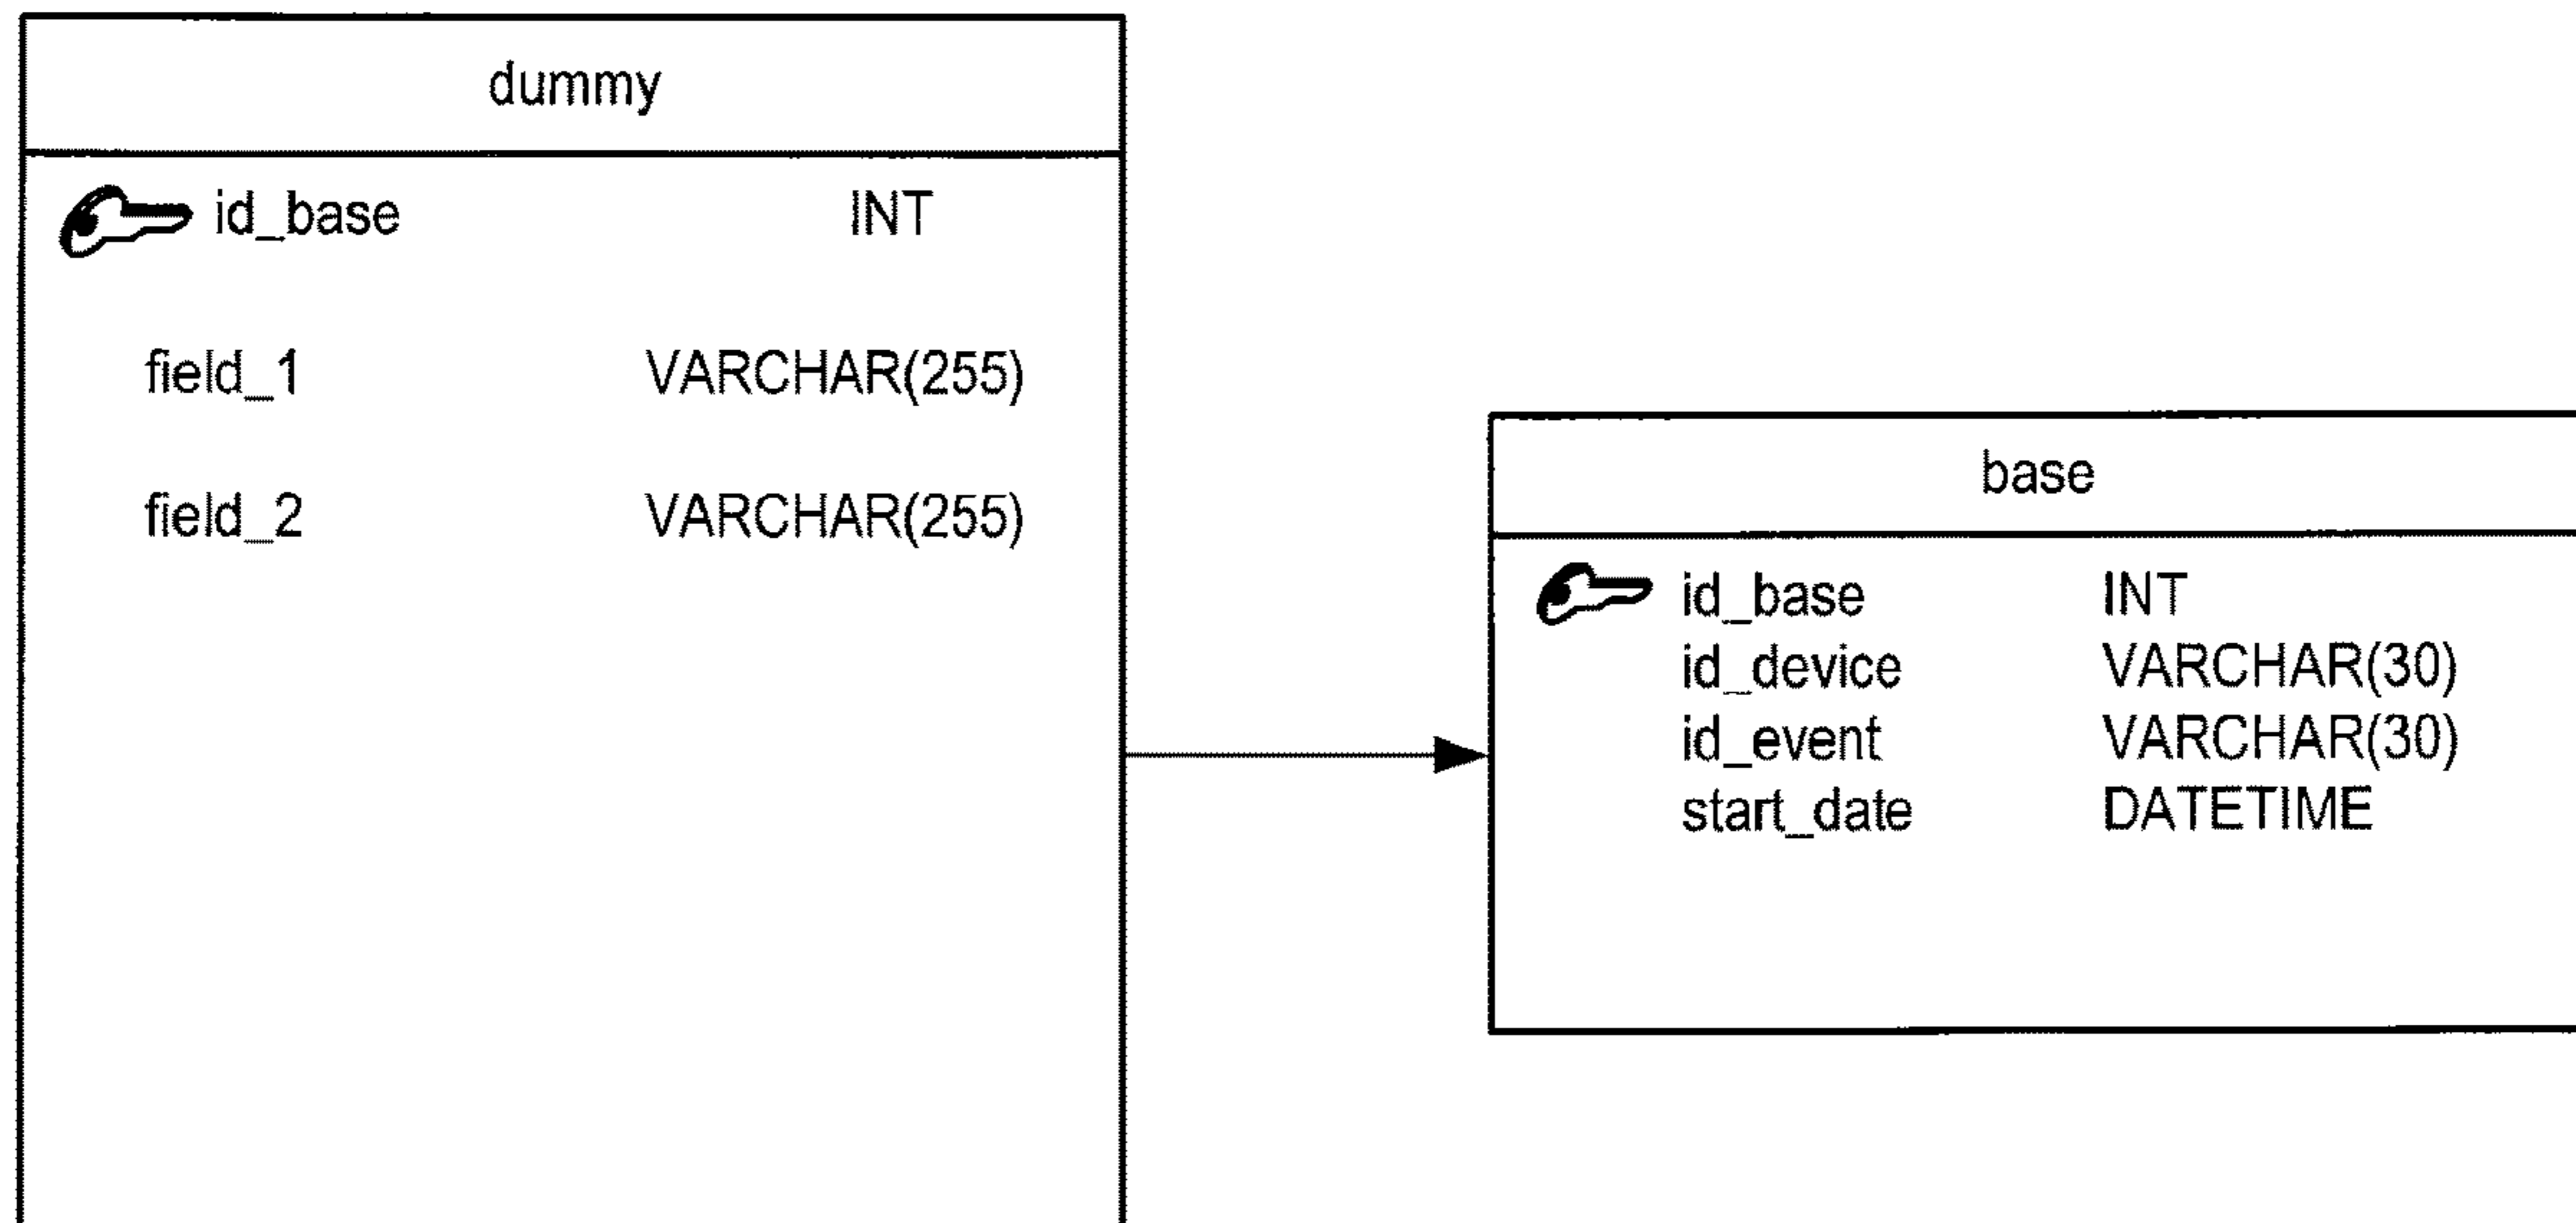 dummy
id_base INT
field_1 VARCHAR(255)
field_2 VARCHAR(255)
base
id_base INT
id_device VARCHAR(30)
id_event VARCHAR(30)
start_date DATETIME